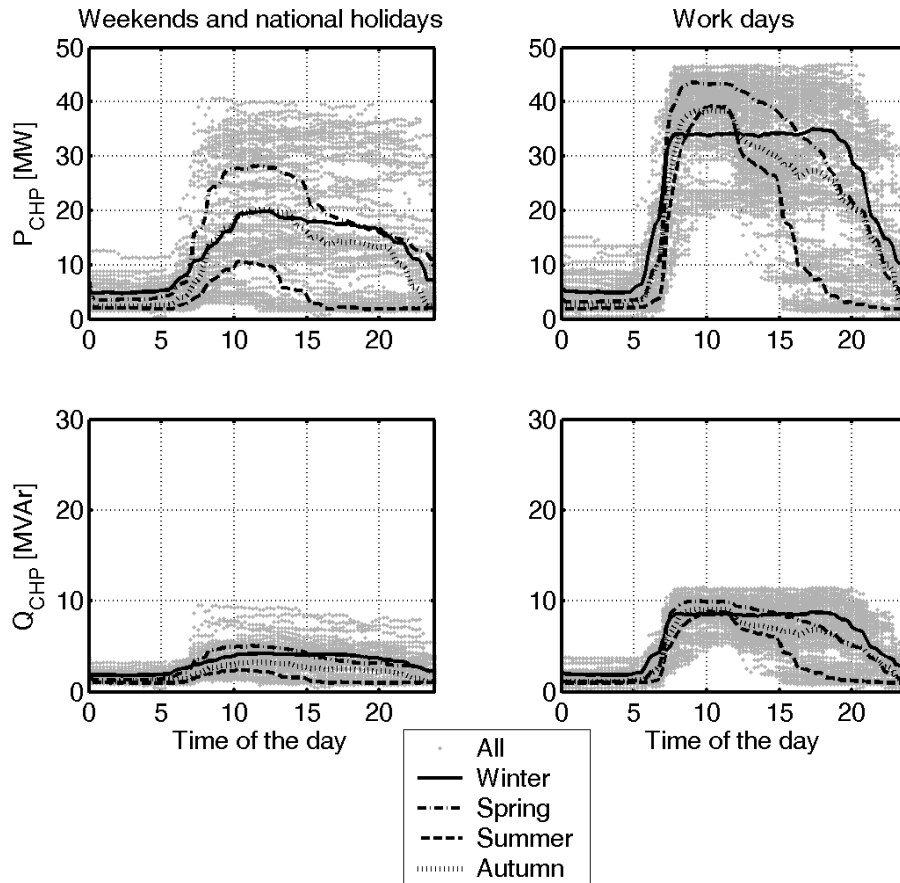 Weekends and national holidays
Work days
50
40
30
20
10
0
P_CHP [MW]
0 5 10 15 20
50
40
30
20
10
0
0 5 10 15 20
30
20
10
0
Q_CHP [MVAr]
0 5 10 15 20
Time of the day
30
20
10
0
0 5 10 15 20
Time of the day
All
Winter
Spring
Summer
Autumn